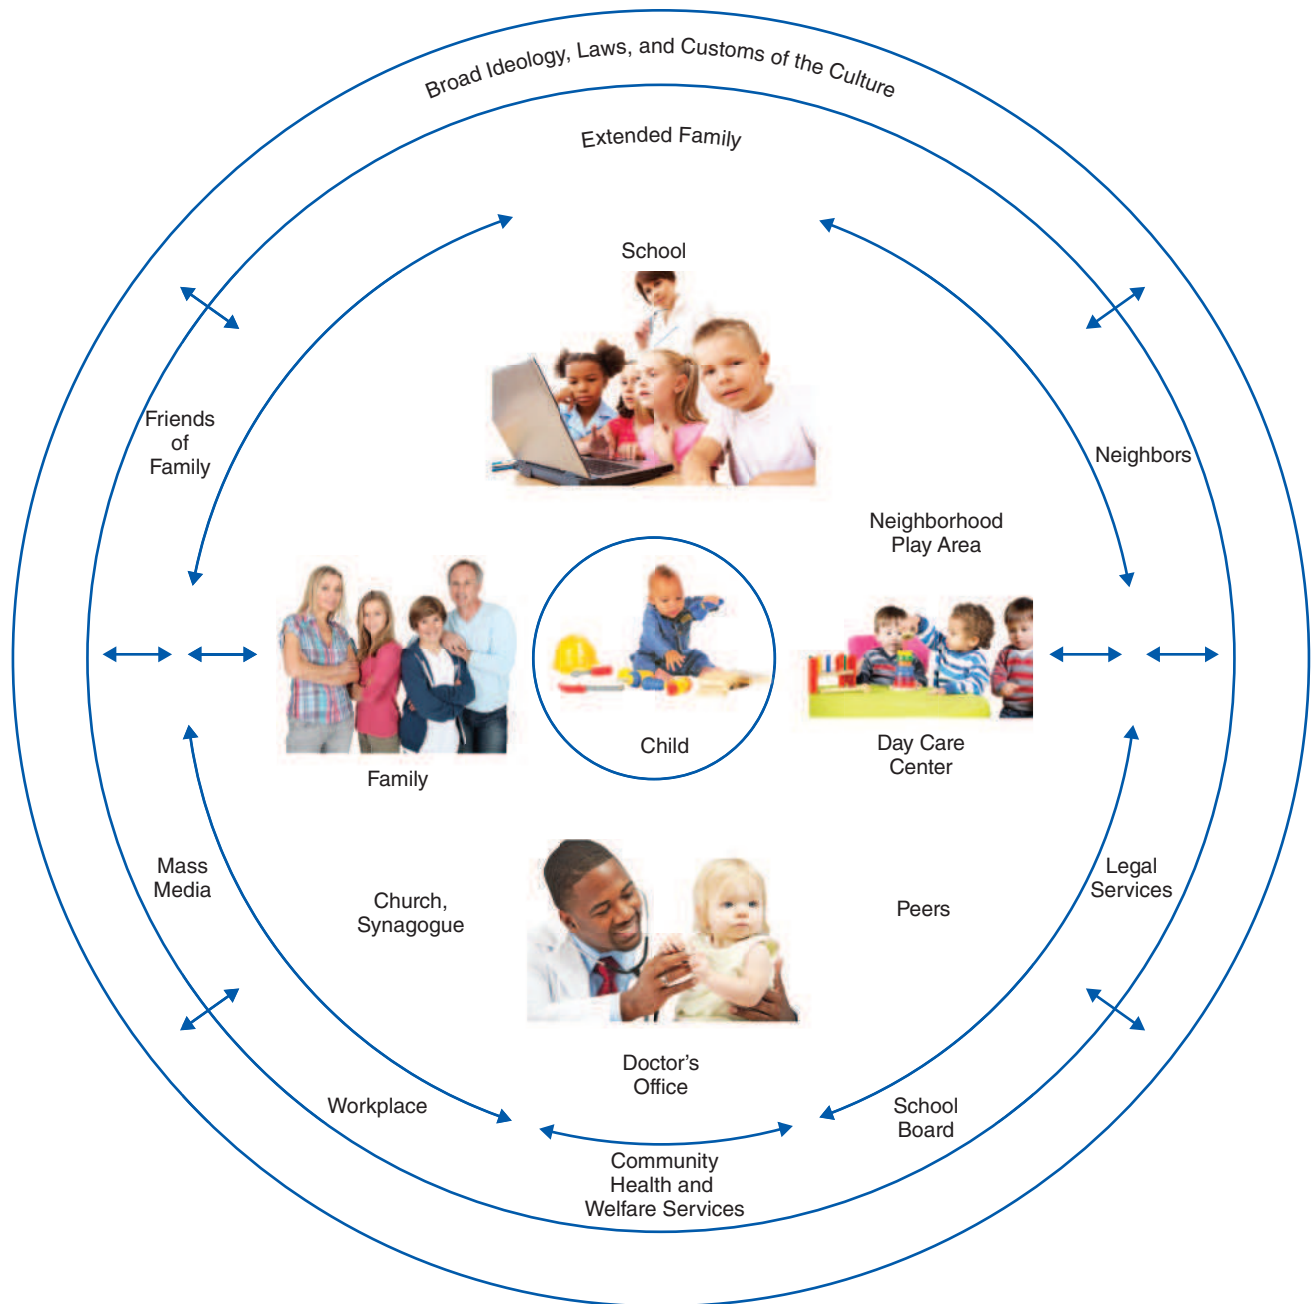 Broad Ideology, Laws, and Customs of the Culture
Extended Family
School
Friends
of
Family
Neighbors
Neighborhood
Play Area
Family
Child
Day Care
Center
Mass
Media
Church,
Synagogue
Peers
Legal
Services
Doctor's
Office
Workplace
School
Board
Community
Health and
Welfare Services